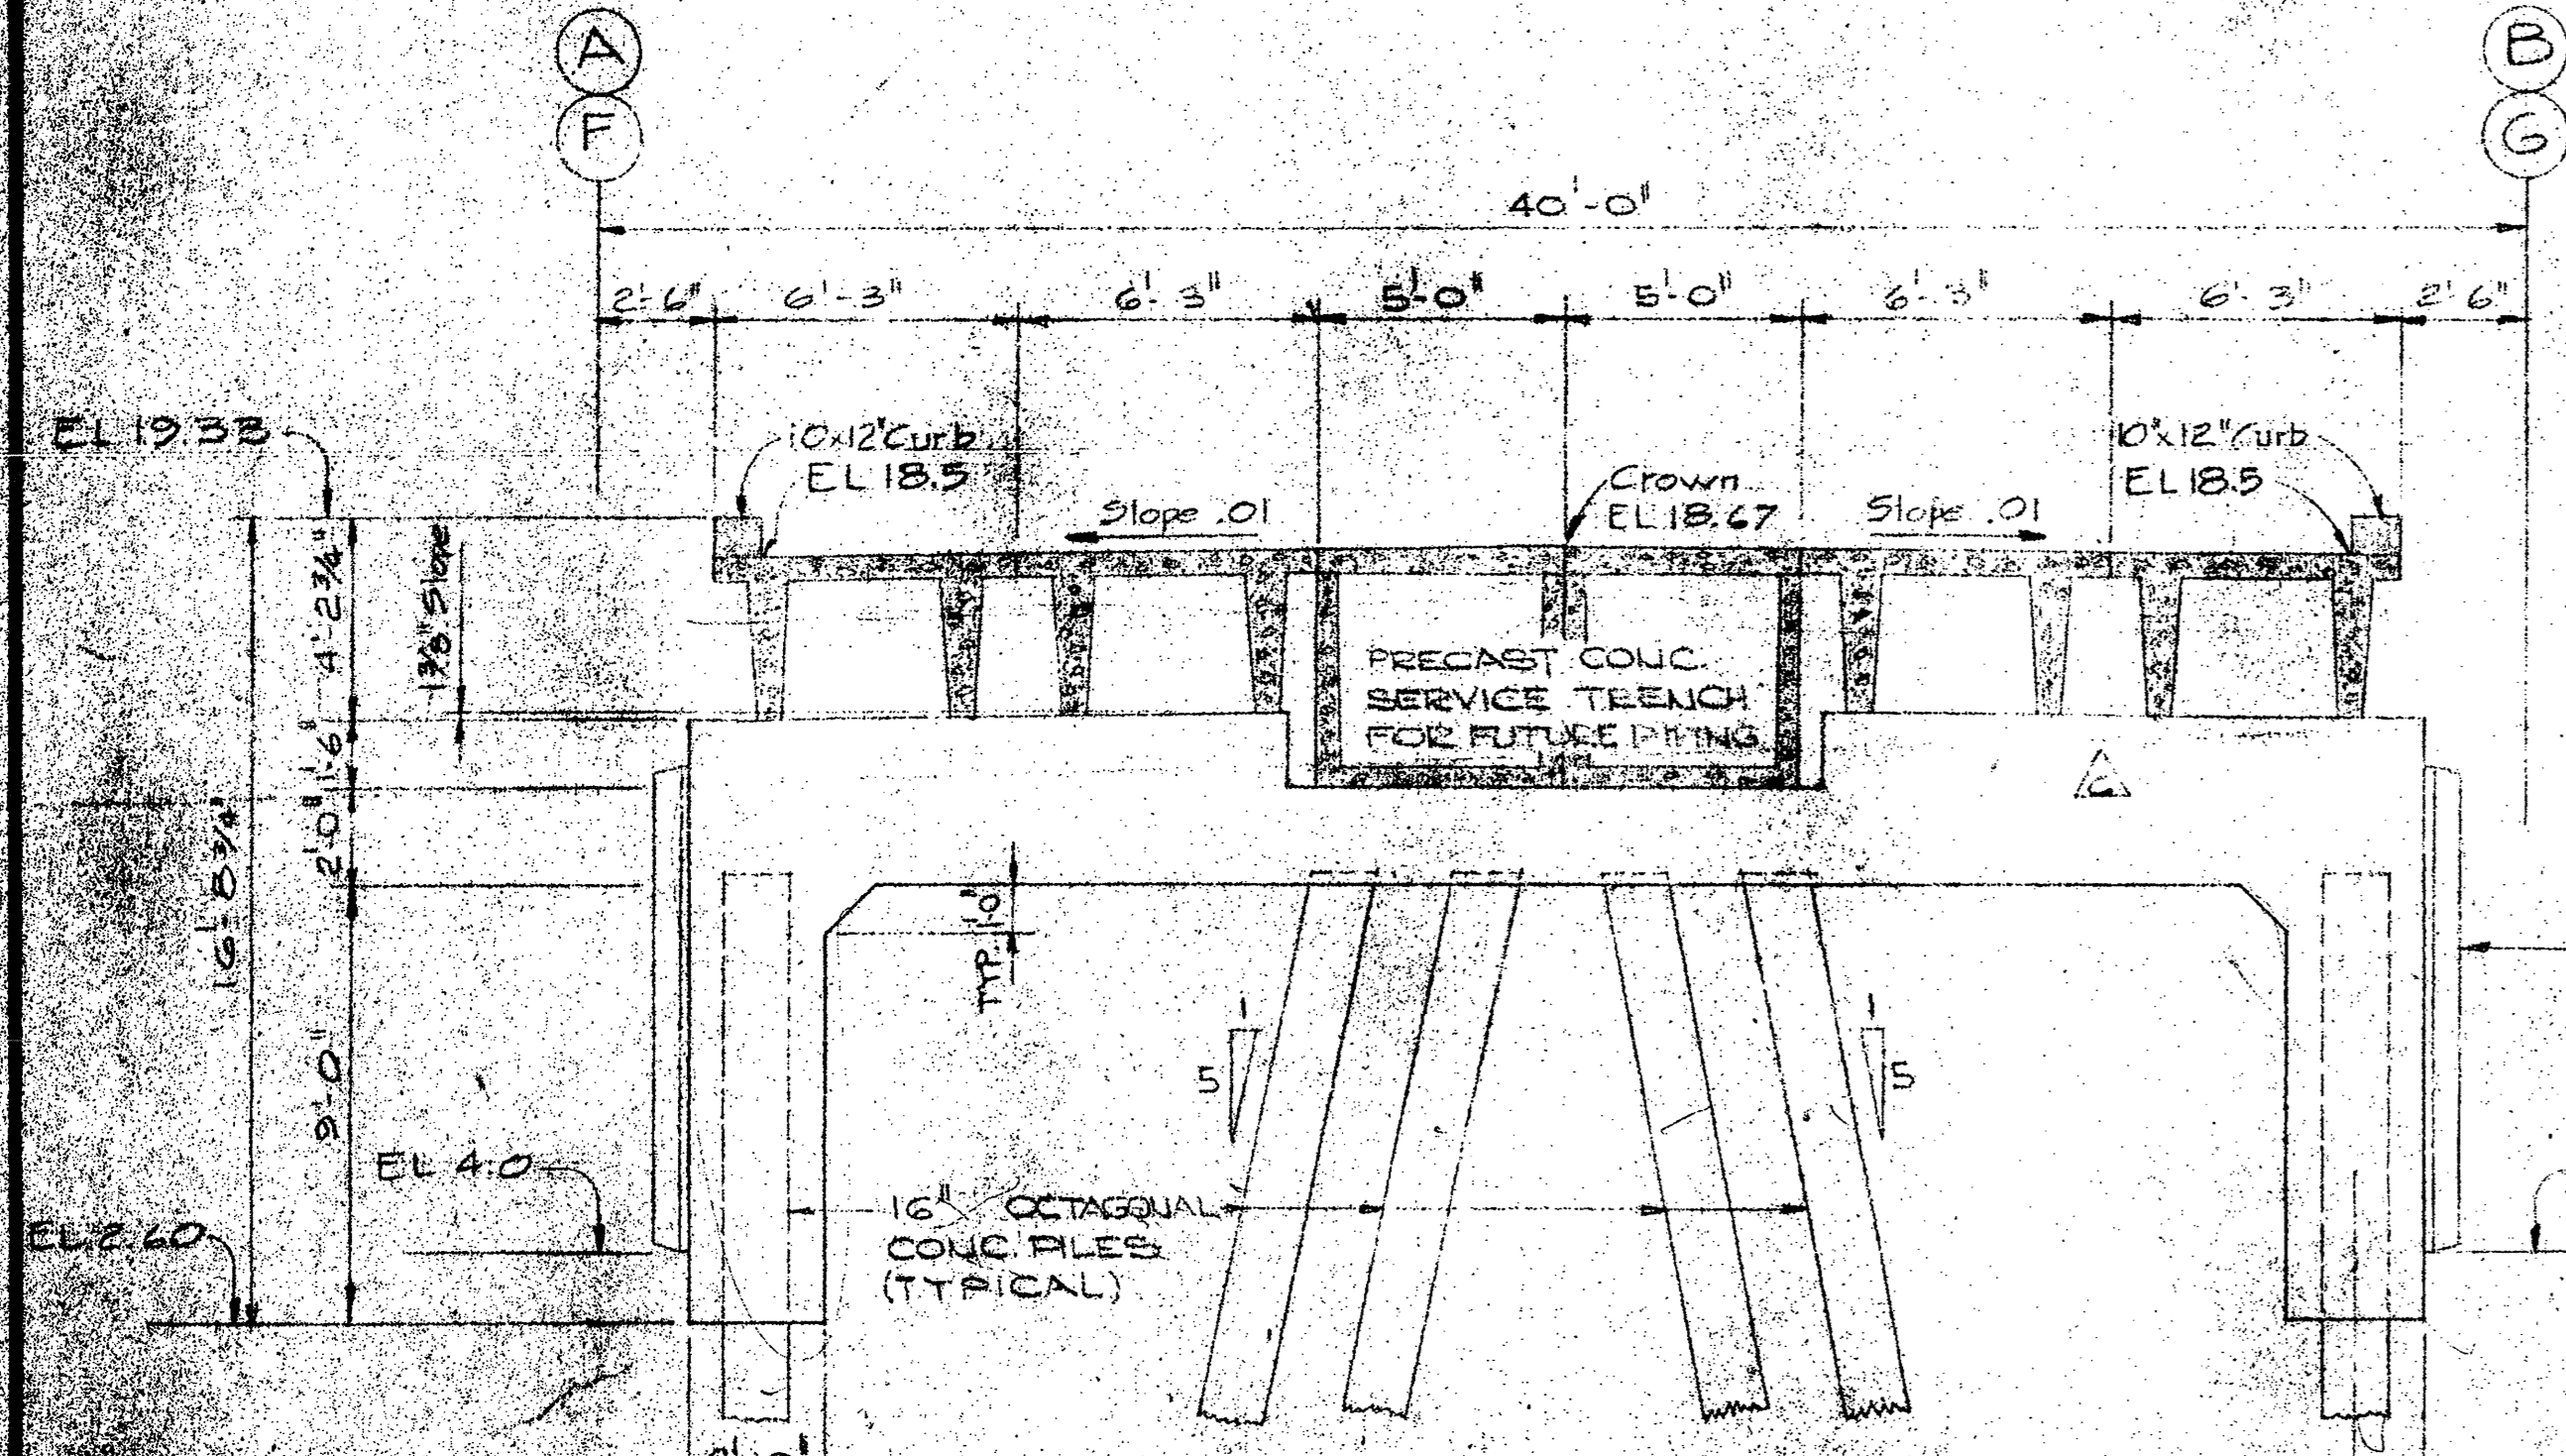 A
B
F
G
40'-0"
2'-6"
6'-3"
6'-3"
5'-0"
5'-0"
6'-3"
6'-3"
2'6"
EL 19.33
10x12"Curb
EL 18.5
Crown
EL 18.67
10"x12"Curb
EL 18.5
Slope .01
Slope .01
4'-2 3/4"
1 3/8" Slope
PRECAST CONC.
SERVICE TRENCH
FOR FUTURE PIPING
1'-6"
2'-0"
16'-8 3/4"
TYP. 1'-0"
9'-0"
1
5
1
5
EL 4.0
16" OCTAGONAL
CONC. PILES
(TYPICAL)
EL 2.60